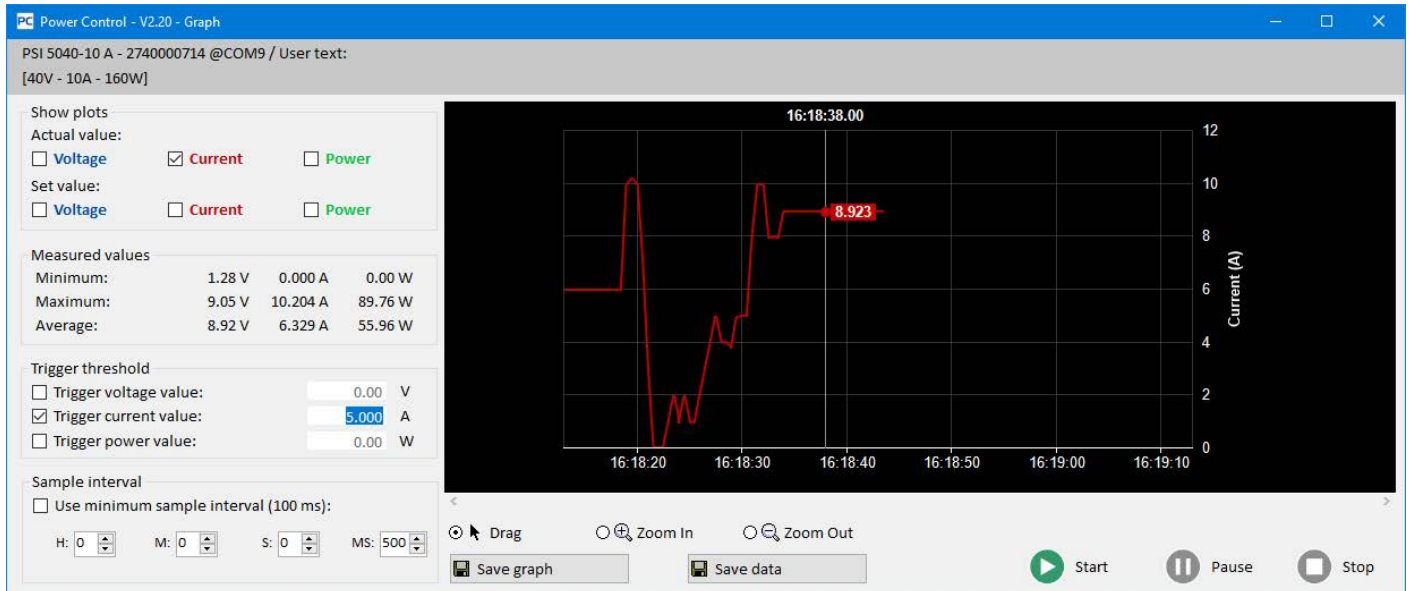 PC Power Control - V2.20 - Graph
PSI 5040-10 A - 2740000714 @COM9 / User text:
[40V - 10A - 160W]
Show plots
Actual value:
Voltage Current Power
Set value:
Voltage Current Power
Measured values
Minimum: 1.28 V 0.000 A 0.00 W
Maximum: 9.05 V 10.204 A 89.76 W
Average: 8.92 V 6.329 A 55.96 W
Trigger threshold
Trigger voltage value: 0.00 V
Trigger current value: 5.000 A
Trigger power value: 0.00 W
Sample interval
Use minimum sample interval (100 ms):
H: 0 M: 0 S: 0 MS: 500
16:18:38.00
12
10
8.923
8
6
4
2
0
Current (A)
16:18:20 16:18:30 16:18:40 16:18:50 16:19:00 16:19:10
Drag Zoom In Zoom Out
Save graph Save data
Start Pause Stop